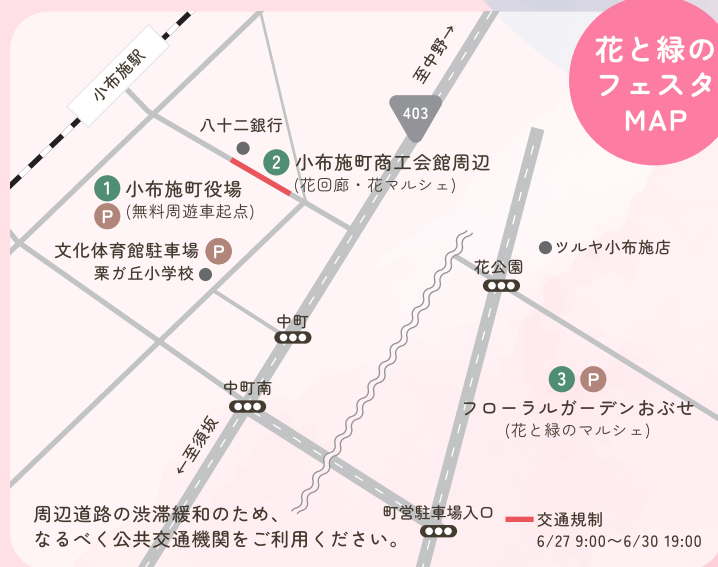 花と緑の
フェスタ
MAP
小布施駅
至中野→
403
八十二銀行
2 小布施町商工会館周辺
(花回廊・花マルシェ)
1 小布施町役場
P (無料周遊車起点)
文化体育館駐車場 P
栗ガ丘小学校
ツルヤ小布施店
花公園
中町
中町南
3 P
フローラルガーデンおぶせ
(花と緑のマルシェ)
←至須坂
町営駐車場入口
周辺道路の渋滞緩和のため、
なるべく公共交通機関をご利用ください。
交通規制
6/27 9:00〜6/30 19:00